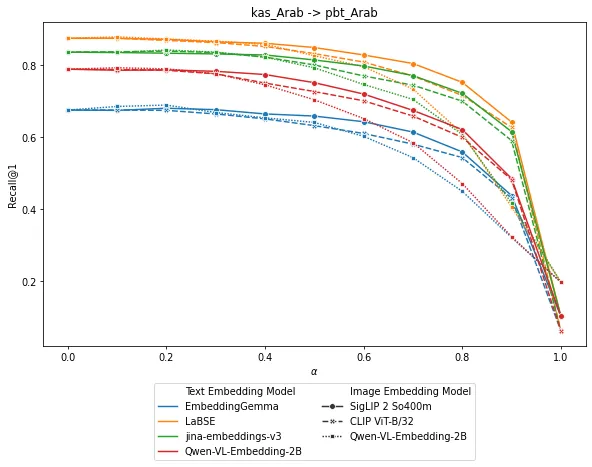 kas_Arab -> pbt_Arab
Recall@1
0.8
0.6
0.4
0.2
0.0 0.2 0.4 0.6 0.8 1.0
α
Text Embedding Model
EmbeddingGemma
LaBSE
jina-embeddings-v3
Qwen-VL-Embedding-2B
Image Embedding Model
SigLIP 2 So400m
CLIP ViT-B/32
Qwen-VL-Embedding-2B